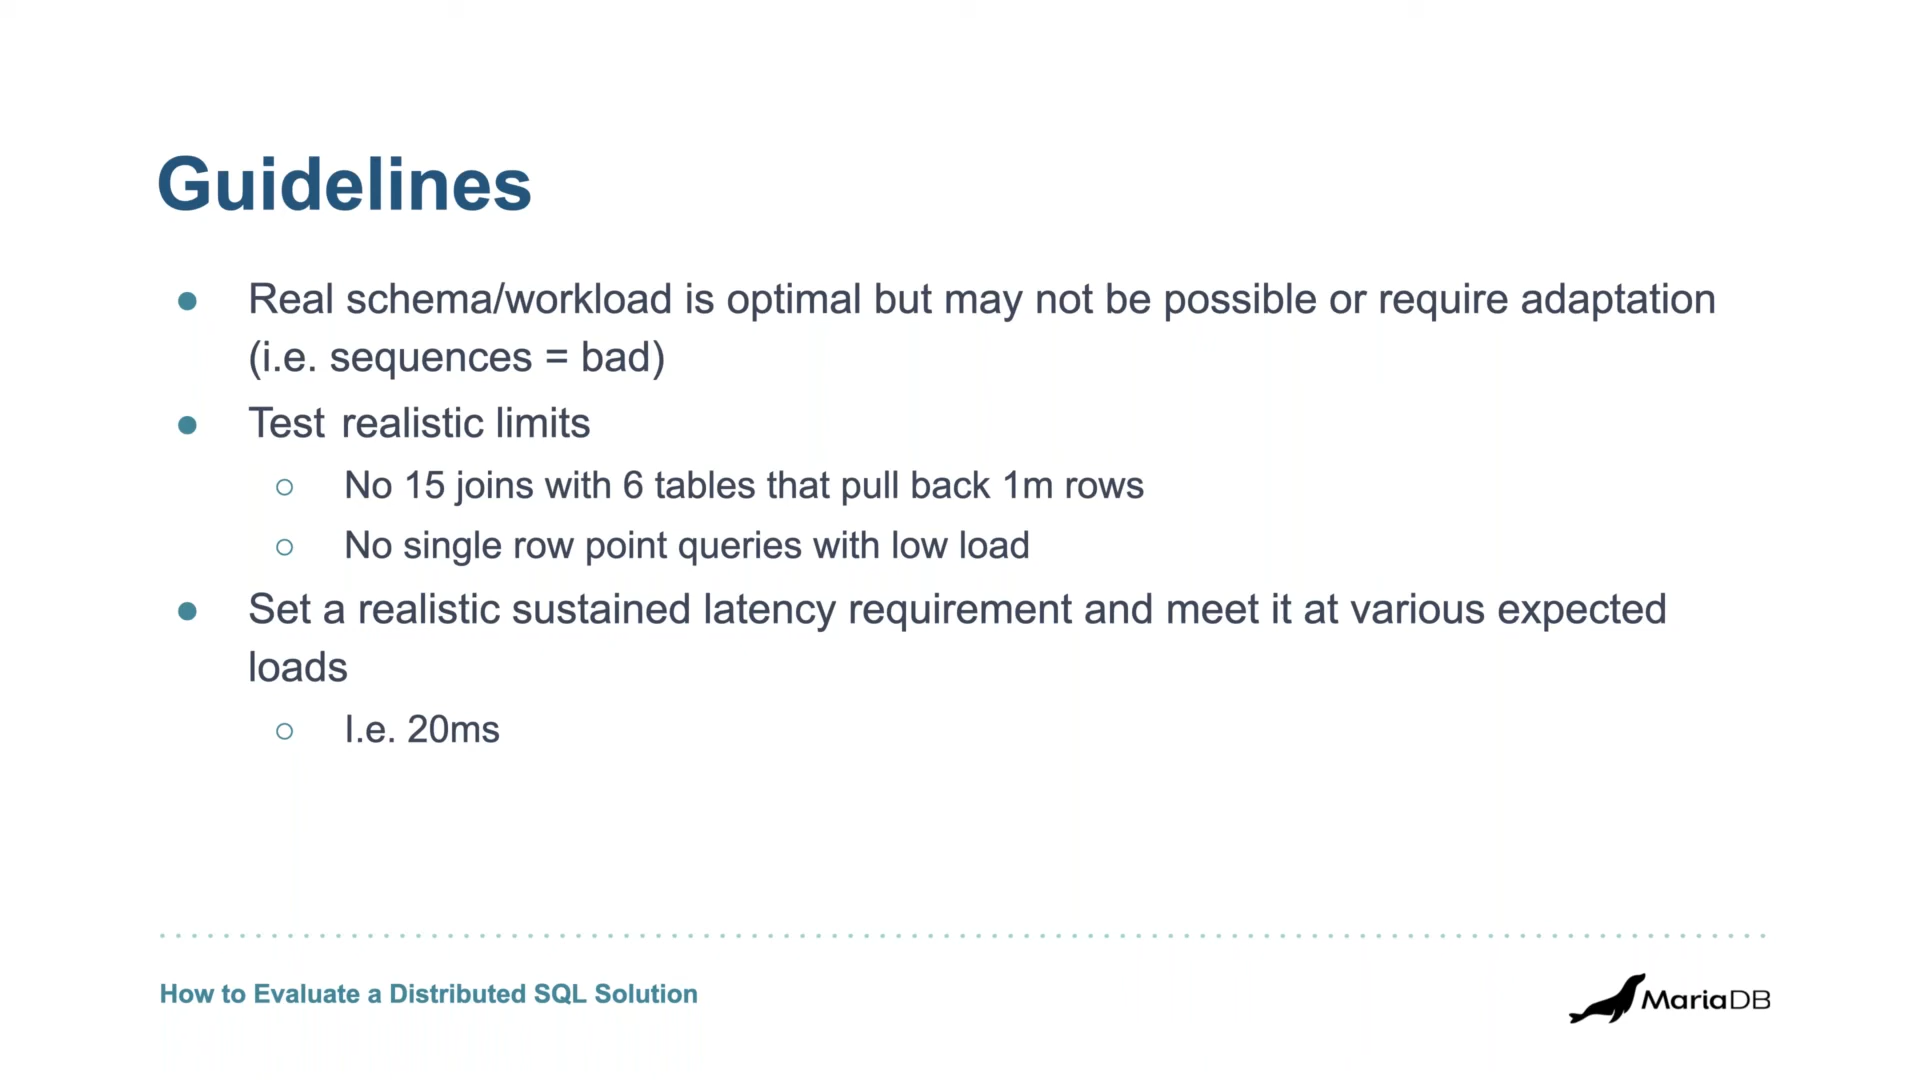 Guidelines
● Real schema/workload is optimal but may not be possible or require adaptation
(i.e. sequences = bad)
● Test realistic limits
○ No 15 joins with 6 tables that pull back 1m rows
○ No single row point queries with low load
● Set a realistic sustained latency requirement and meet it at various expected
loads
○ I.e. 20ms
How to Evaluate a Distributed SQL Solution
MariaDB